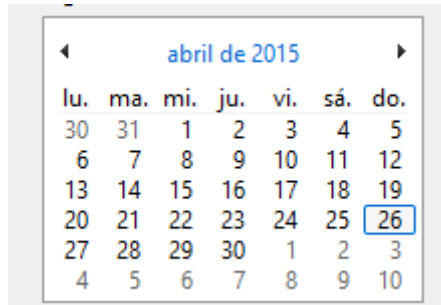 abril de 2015
lu. ma. mi. ju. vi. sá. do.
30 31 1 2 3 4 5
6 7 8 9 10 11 12
13 14 15 16 17 18 19
20 21 22 23 24 25 26
27 28 29 30 1 2 3
4 5 6 7 8 9 10